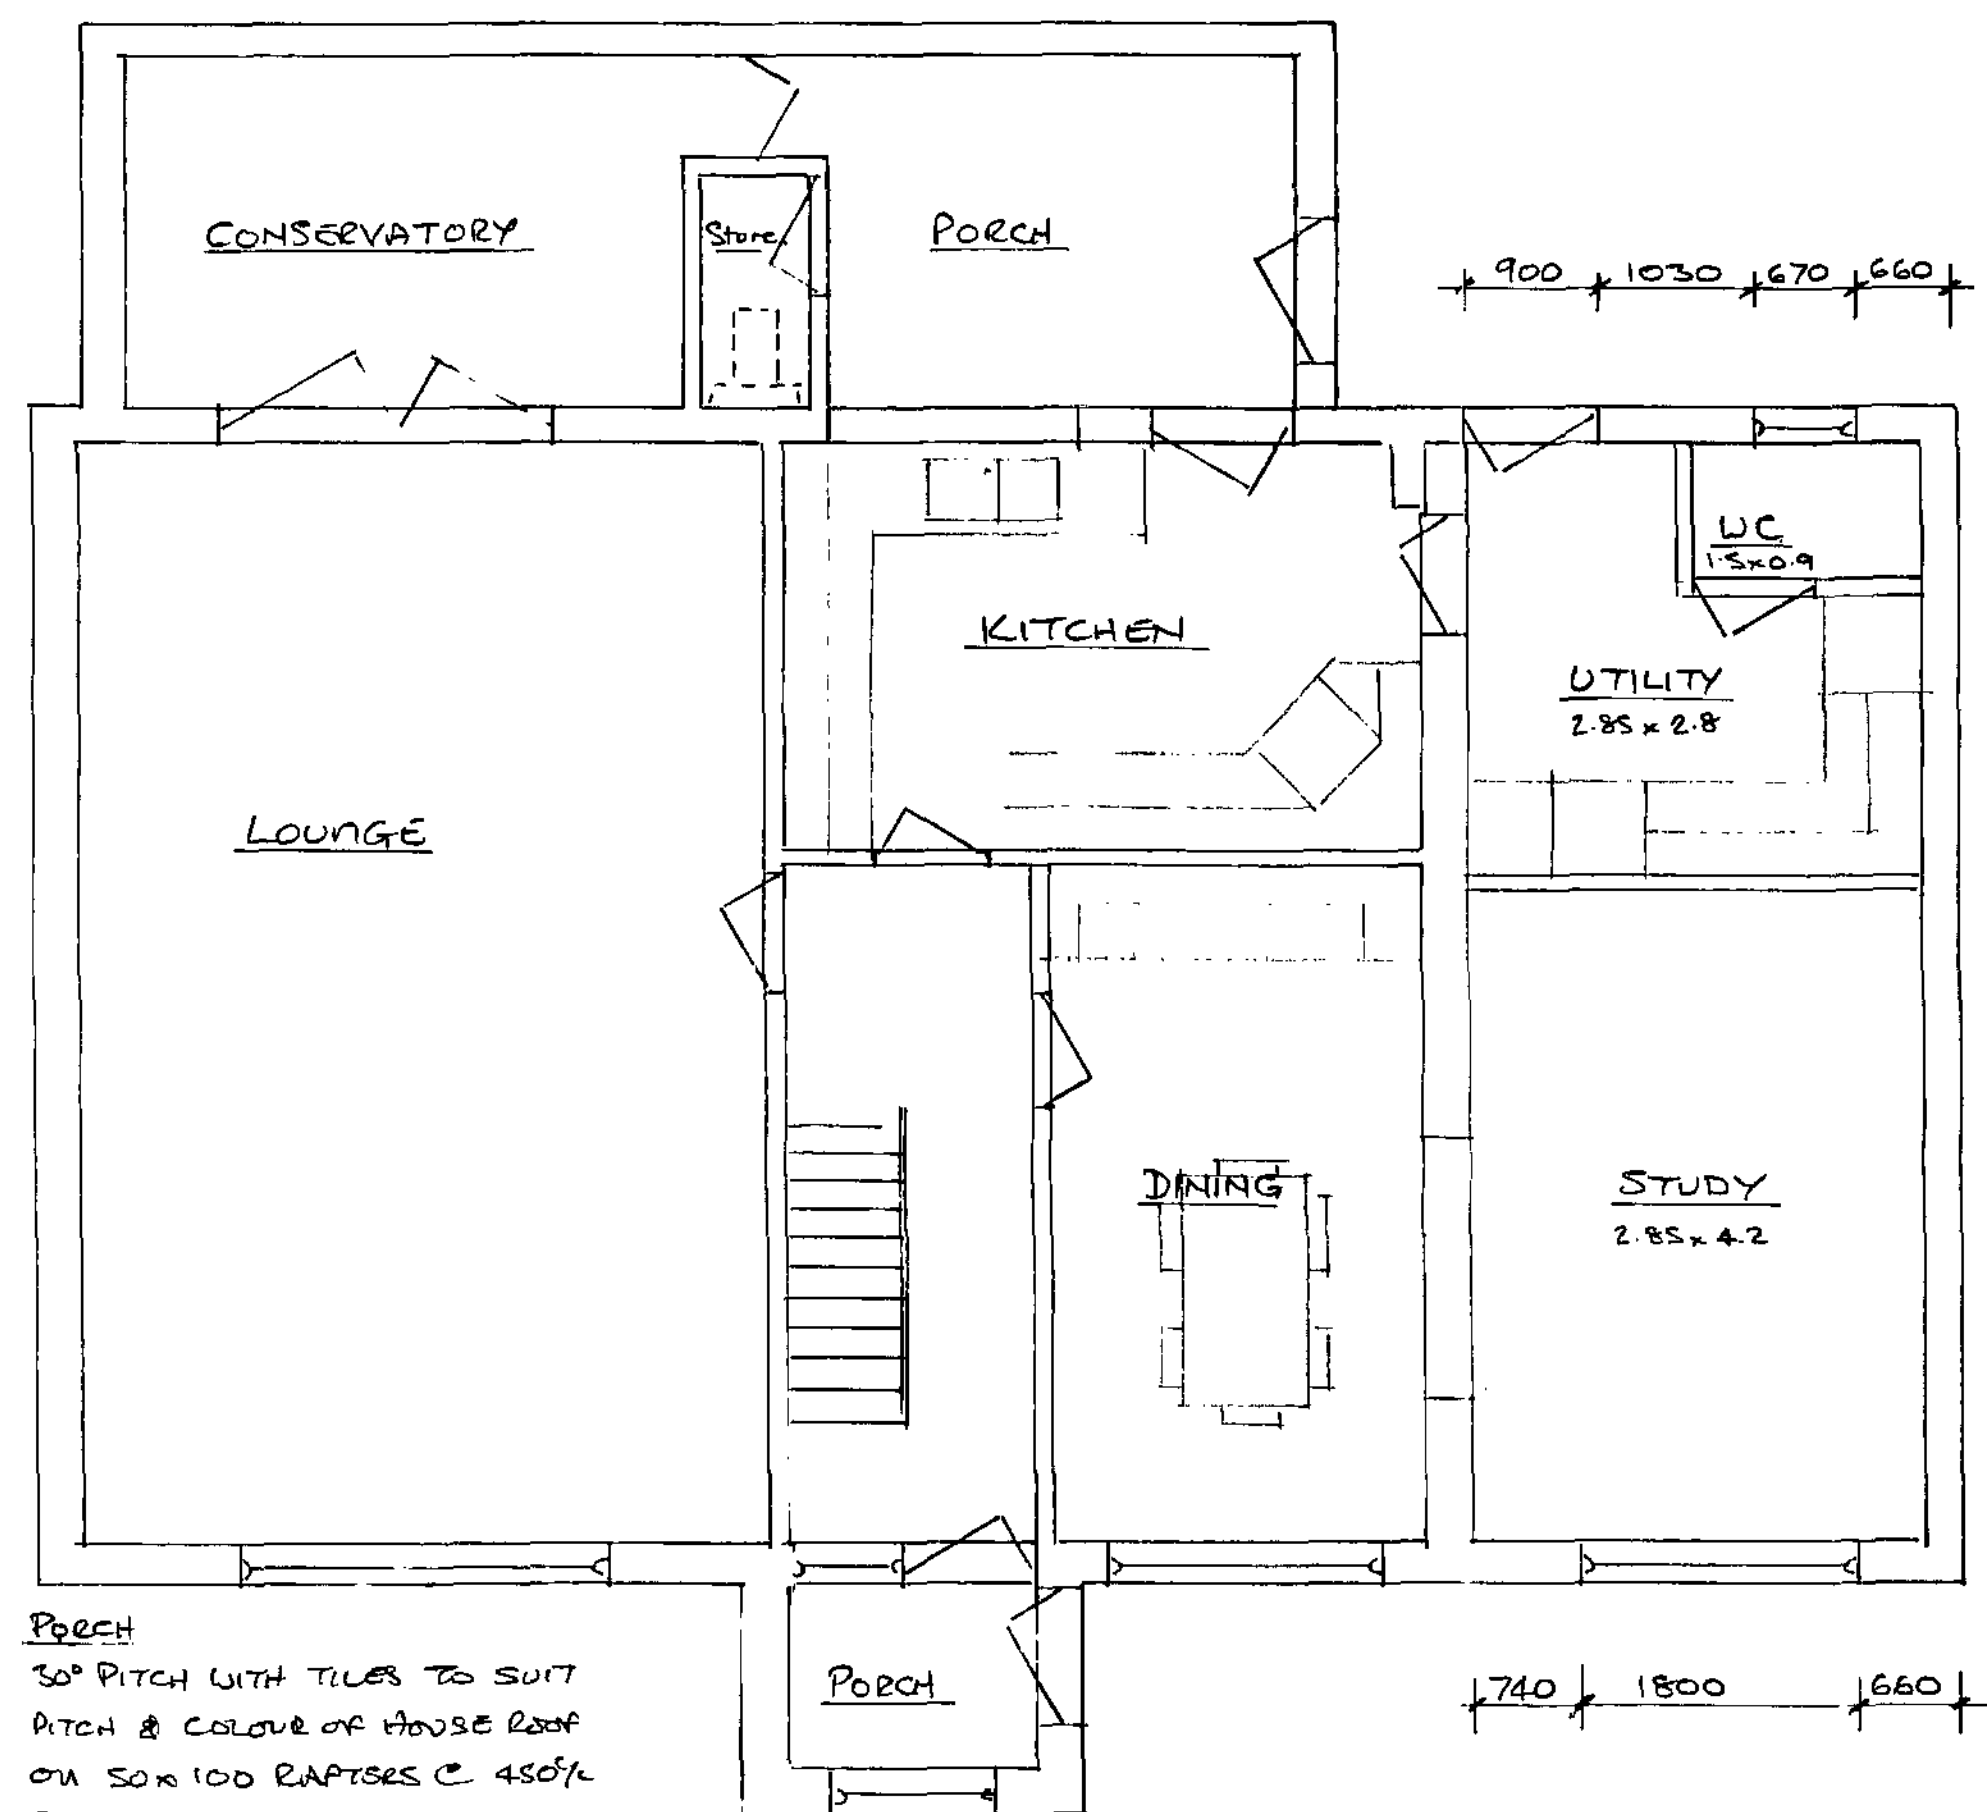 CONSERVATORY
Store
PORCH
900 1030 670 660
WC
1.5x0.9
KITCHEN
UTILITY
2.85 x 2.8
LOUNGE
DINING
STUDY
2.85 x 4.2
PORCH
30° PITCH WITH TILES TO SUIT
PITCH & COLOUR OF HOUSE ROOF
ON 50x100 RAFTERS @ 450 c/c
PORCH
740 1800 660